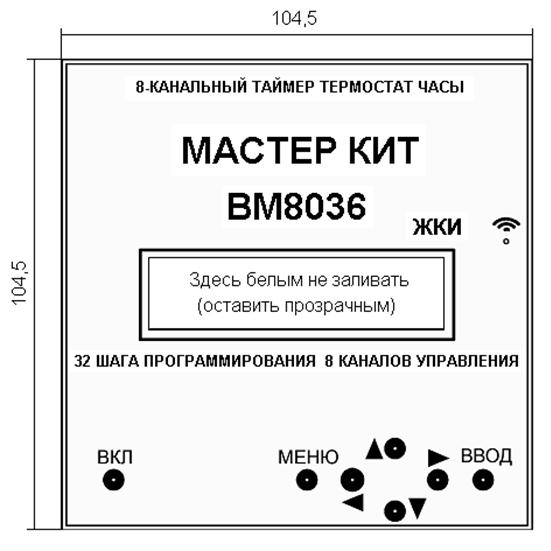 104,5
104,5
8-КАНАЛЬНЫЙ ТАЙМЕР ТЕРМОСТАТ ЧАСЫ
МАСТЕР КИТ
BM8036
ЖКИ
Здесь белым не заливать
(оставить прозрачным)
32 ШАГА ПРОГРАММИРОВАНИЯ 8 КАНАЛОВ УПРАВЛЕНИЯ
ВКЛ
МЕНЮ
ВВОД